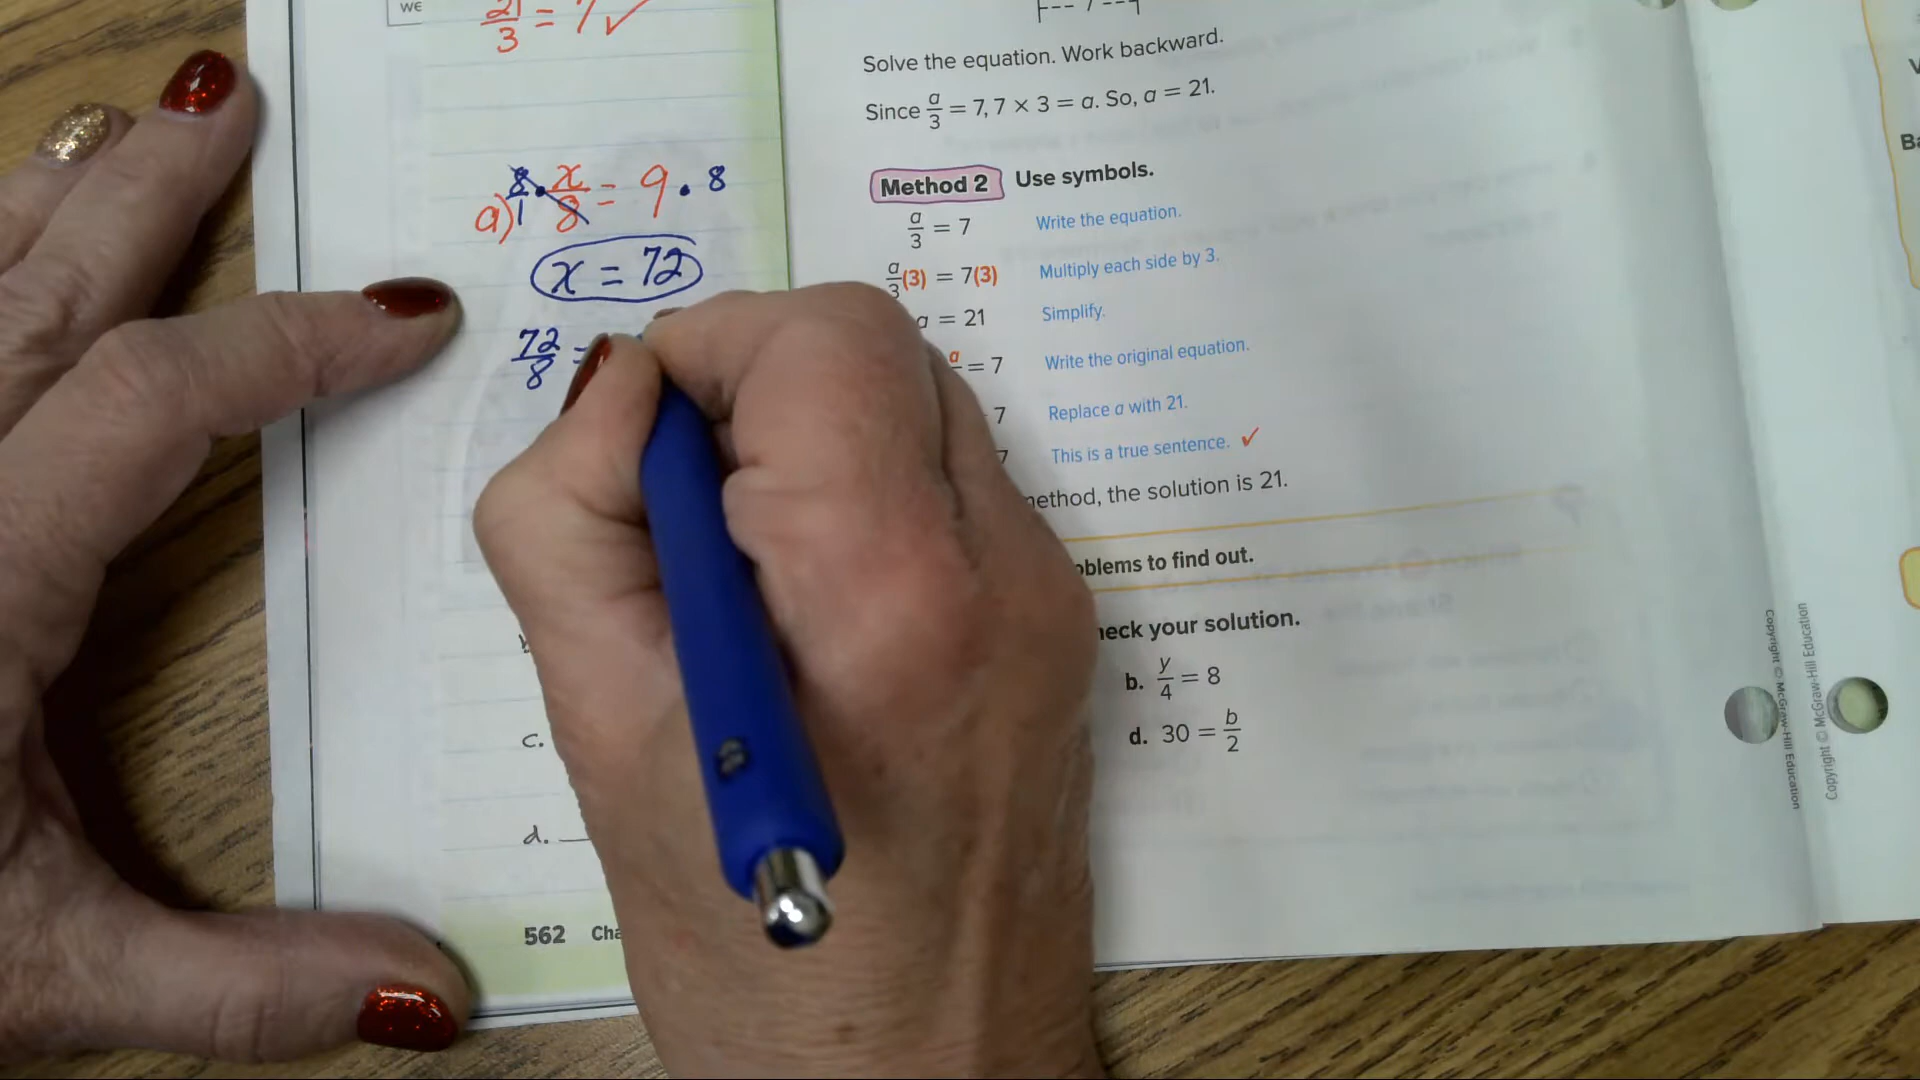 we
21/3 = 7 ✓
a) 8/1 · x/8 = 9 · 8
x = 72
72/8 =
c.
d.
562
Solve the equation. Work backward.
Since a/3 = 7, 7 × 3 = a. So, a = 21.
Method 2 Use symbols.
a/3 = 7 Write the equation.
a/3(3) = 7(3) Multiply each side by 3.
a = 21 Simplify.
a = 7 Write the original equation.
7 Replace a with 21.
7 This is a true sentence. ✓
method, the solution is 21.
to find out.
your solution.
b. y/4 = 8
d. 30 = b/2
Copyright © McGraw-Hill Education
Copyright © McGraw-Hill Education